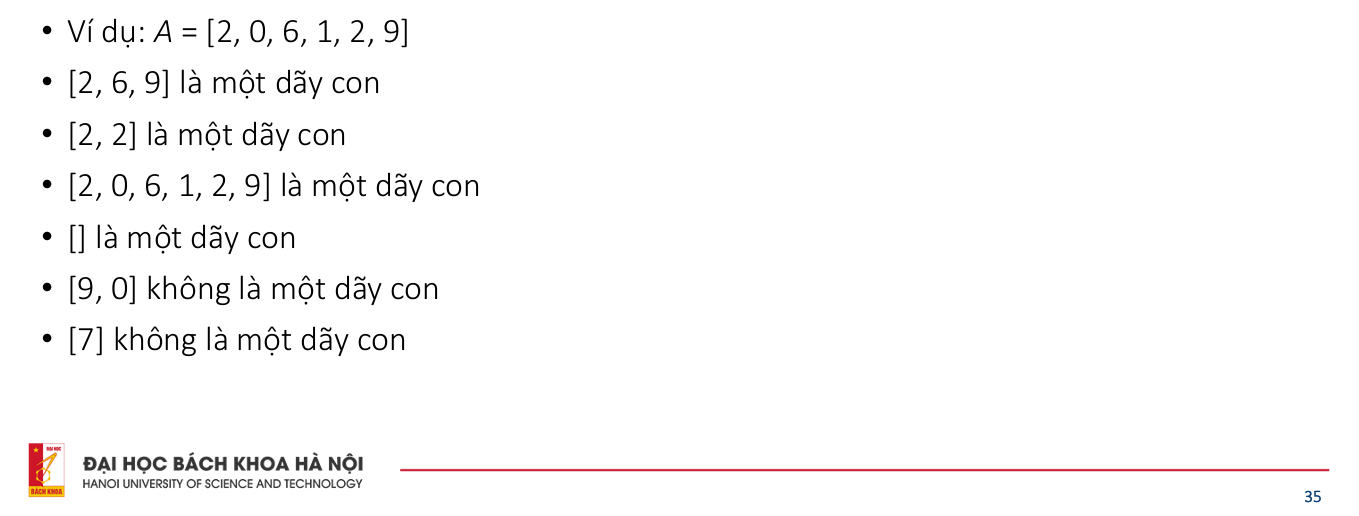 • Ví dụ: A = [2, 0, 6, 1, 2, 9]
• [2, 6, 9] là một dãy con
• [2, 2] là một dãy con
• [2, 0, 6, 1, 2, 9] là một dãy con
• [] là một dãy con
• [9, 0] không là một dãy con
• [7] không là một dãy con
ĐẠI HỌC
BÁCH KHOA
ĐẠI HỌC BÁCH KHOA HÀ NỘI
HANOI UNIVERSITY OF SCIENCE AND TECHNOLOGY
35